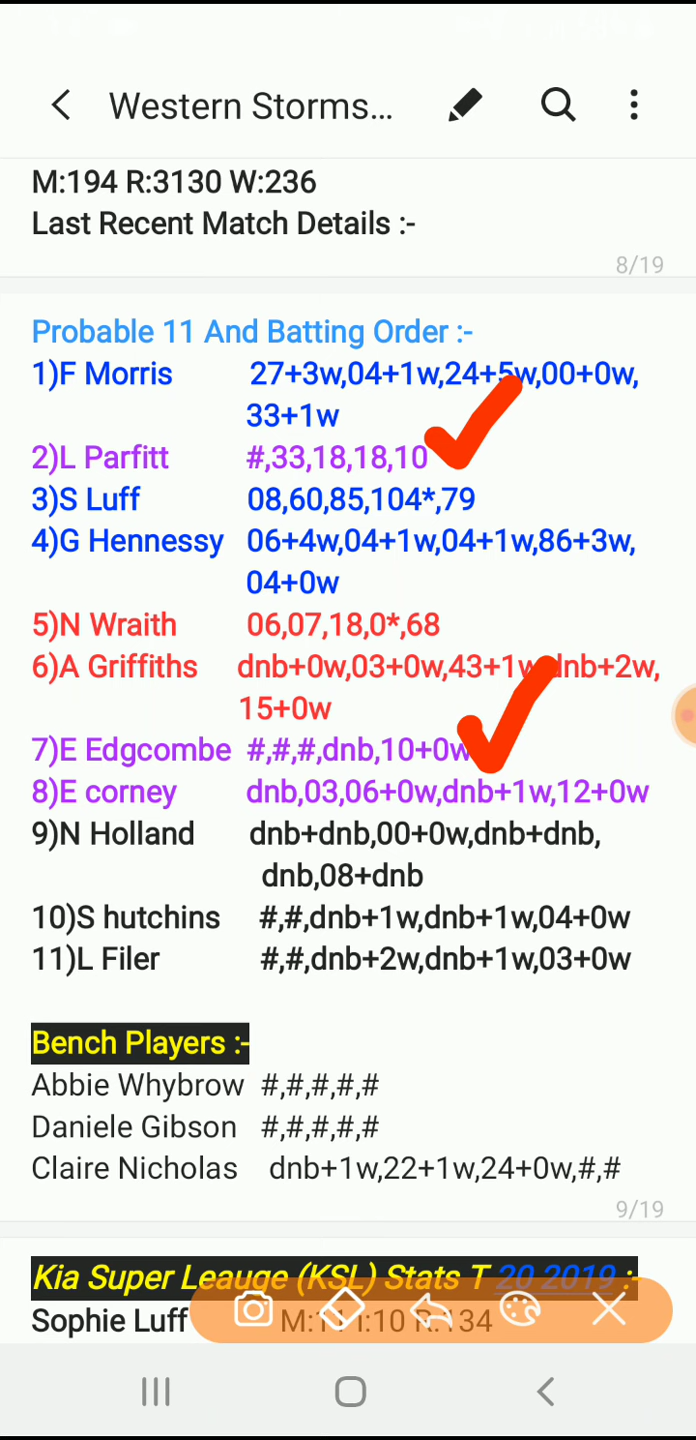 Western Storms...
M:194 R:3130 W:236
Last Recent Match Details :-
8/19
Probable 11 And Batting Order :-
1)F Morris 27+3w,04+1w,24+5w,00+0w,
33+1w
2)L Parfitt #,33,18,18,10
3)S Luff 08,60,85,104*,79
4)G Hennessy 06+4w,04+1w,04+1w,86+3w,
04+0w
5)N Wraith 06,07,18,0*,68
6)A Griffiths dnb+0w,03+0w,43+1w,dnb+2w,
15+0w
7)E Edgcombe #,#,#,dnb,10+0w
8)E corney dnb,03,06+0w,dnb+1w,12+0w
9)N Holland dnb+dnb,00+0w,dnb+dnb,
dnb,08+dnb
10)S hutchins #,#,dnb+1w,dnb+1w,04+0w
11)L Filer #,#,dnb+2w,dnb+1w,03+0w
Bench Players :-
Abbie Whybrow #,#,#,#,#
Daniele Gibson #,#,#,#,#
Claire Nicholas dnb+1w,22+1w,24+0w,#,#
9/19
Kia Super Leauge (KSL) Stats T 20 2019 :-
Sophie Luff